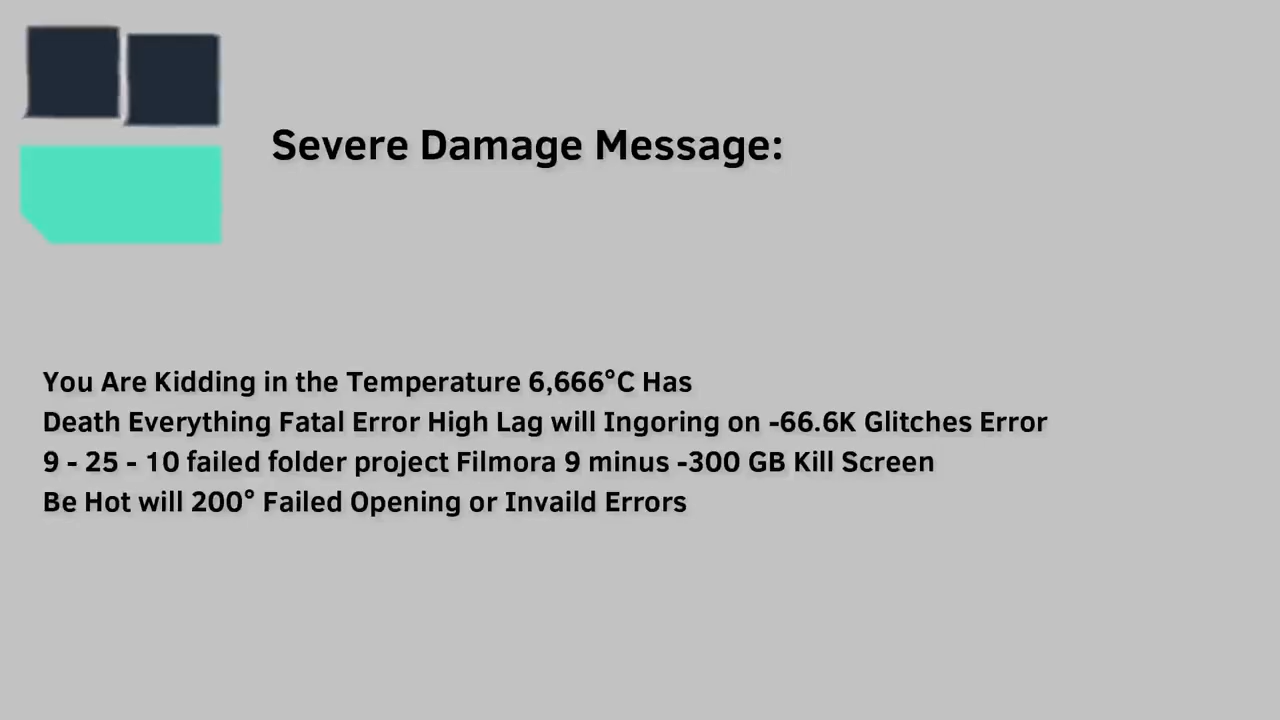 Severe Damage Message:
You Are Kidding in the Temperature 6,666°C Has
Death Everything Fatal Error High Lag will Ingoring on -66.6K Glitches Error
9 - 25 - 10 failed folder project Filmora 9 minus -300 GB Kill Screen
Be Hot will 200° Failed Opening or Invaild Errors